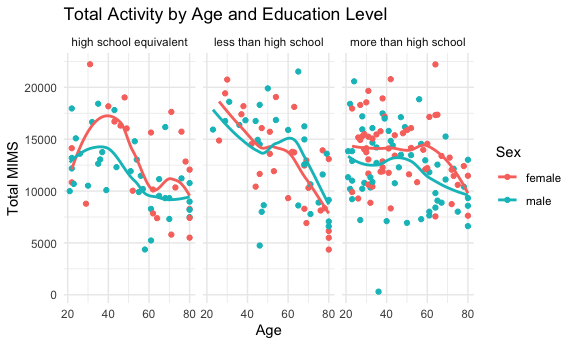 Total Activity by Age and Education Level
high school equivalent
less than high school
more than high school
Total MIMS
20000
15000
10000
5000
0
20 40 60 80
20 40 60 80
20 40 60 80
Age
Sex
female
male